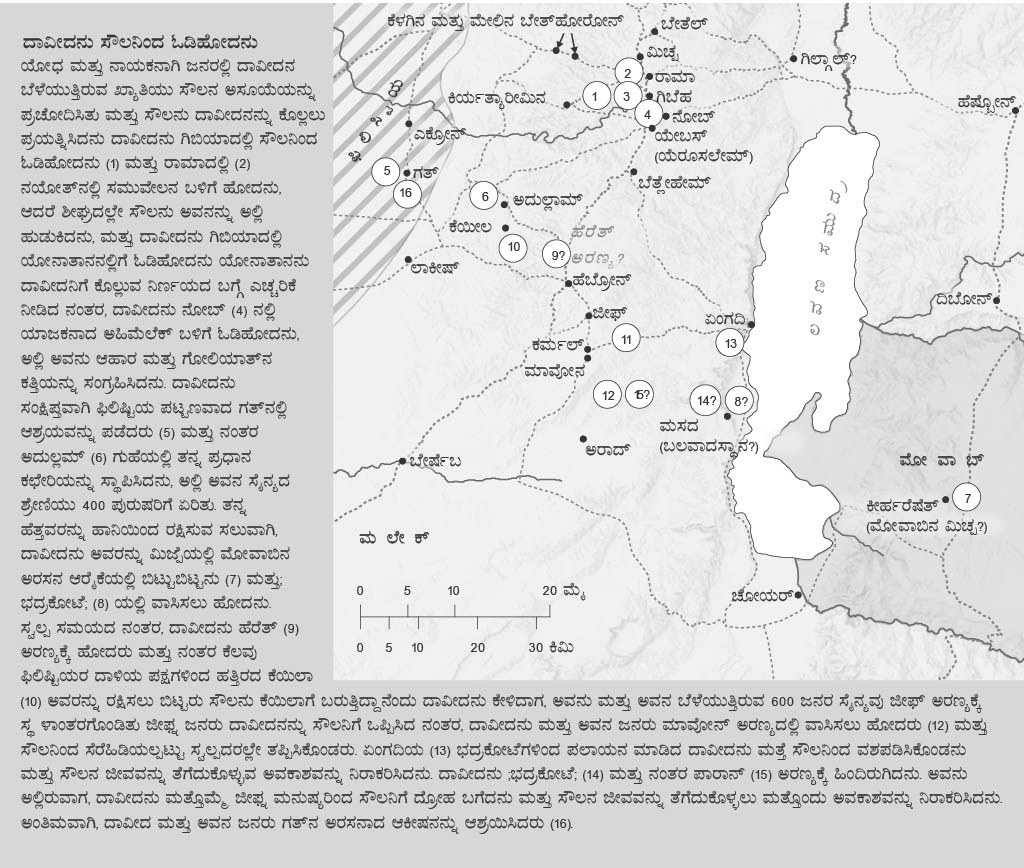 ದಾವೀದನು ಸೌಲನಿಂದ ಓಡಿಹೋದನು
ಯೋಧ ಮತ್ತು ನಾಯಕನಾಗಿ ಜನರಲ್ಲಿ ದಾವೀದನ
ಬೆಳೆಯುತ್ತಿರುವ ಖ್ಯಾತಿಯು ಸೌಲನ ಅಸೂಯೆಯನ್ನು
ಪ್ರಚೋದಿಸಿತು ಮತ್ತು ಸೌಲನು ದಾವೀದನನ್ನು ಕೊಲ್ಲಲು
ಪ್ರಯತ್ನಿಸಿದನು ದಾವೀದನು ಗಿಬಿಯಾದಲ್ಲಿ ಸೌಲನಿಂದ
ಓಡಿಹೋದನು (1) ಮತ್ತು ರಾಮಾದಲ್ಲಿ (2)
ನಯೋತ್‌ನಲ್ಲಿ ಸಮುವೇಲನ ಬಳಿಗೆ ಹೋದನು,
ಆದರೆ ಶೀಘ್ರದಲ್ಲೇ ಸೌಲನು ಅವನನ್ನು ಅಲ್ಲಿ
ಹುಡುಕಿದನು, ಮತ್ತು ದಾವೀದನು ಗಿಬಿಯಾದಲ್ಲಿ
ಯೋನಾತಾನನಲ್ಲಿಗೆ ಓಡಿಹೋದನು ಯೋನಾತಾನನು
ದಾವೀದನಿಗೆ ಕೊಲ್ಲುವ ನಿರ್ಣಯದ ಬಗ್ಗೆ ಎಚ್ಚರಿಕೆ
ನೀಡಿದ ನಂತರ, ದಾವೀದನು ನೋಬ್ (4) ನಲ್ಲಿ
ಯಾಜಕನಾದ ಅಹಿಮೆಲೆಕ್ ಬಳಿಗೆ ಓಡಿಹೋದನು,
ಅಲ್ಲಿ ಅವನು ಆಹಾರ ಮತ್ತು ಗೋಲಿಯಾತ್‌ನ
ಕತ್ತಿಯನ್ನು ಸಂಗ್ರಹಿಸಿದನು. ದಾವೀದನು
ಸಂಕ್ಷಿಪ್ತವಾಗಿ ಫಿಲಿಷ್ಟಿಯ ಪಟ್ಟಣವಾದ ಗತ್‌ನಲ್ಲಿ
ಆಶ್ರಯವನ್ನು ಪಡೆದರು (5) ಮತ್ತು ನಂತರ
ಅದುಲ್ಲಮ್ (6) ಗುಹೆಯಲ್ಲಿ ತನ್ನ ಪ್ರಧಾನ
ಕಛೇರಿಯನ್ನು ಸ್ಥಾಪಿಸಿದನು, ಅಲ್ಲಿ ಅವನ ಸೈನ್ಯದ
ಶ್ರೇಣಿಯು 400 ಪುರುಷರಿಗೆ ಏರಿತು. ತನ್ನ
ಹೆತ್ತವರನ್ನು ಹಾನಿಯಿಂದ ರಕ್ಷಿಸುವ ಸಲುವಾಗಿ,
ದಾವೀದನು ಅವರನ್ನು ಮಿಜ್ಪೆಯಲ್ಲಿ ಮೋವಾಬಿನ
ಅರಸನ ಆರೈಕೆಯಲ್ಲಿ ಬಿಟ್ಟುಬಿಟ್ಟನು (7) ಮತ್ತು;
ಭದ್ರಕೋಟೆ; (8) ಯಲ್ಲಿ ವಾಸಿಸಲು ಹೋದನು.
ಸ್ವಲ್ಪ ಸಮಯದ ನಂತರ, ದಾವೀದನು ಹೆರೆತ್ (9)
ಅರಣ್ಯಕ್ಕೆ ಹೋದರು ಮತ್ತು ನಂತರ ಕೆಲವು
ಫಿಲಿಷ್ಟಿಯರ ದಾಳಿಯ ಪಕ್ಷಗಳಿಂದ ಹತ್ತಿರದ ಕೆಯಿಲಾ
(10) ಅವರನ್ನು ರಕ್ಷಿಸಲು ಬಿಟ್ಟರು ಸೌಲನು ಕೆಯಿಲಾಗೆ ಬರುತ್ತಿದ್ದಾನೆಂದು ದಾವೀದನು ಕೇಳಿದಾಗ, ಅವನು ಮತ್ತು ಅವನ ಬೆಳೆಯುತ್ತಿರುವ 600 ಜನರ ಸೈನ್ಯವು ಜೀಫ್ ಅರಣ್ಯಕ್ಕೆ
ಸ್ಥ ಳಾಂತರಗೊಂಡಿತು ಜೀಫ್ನ ಜನರು ದಾವೀದನನ್ನು ಸೌಲನಿಗೆ ಒಪ್ಪಿಸಿದ ನಂತರ, ದಾವೀದನು ಮತ್ತು ಅವನ ಜನರು ಮಾವೋನ್ ಅರಣ್ಯದಲ್ಲಿ ವಾಸಿಸಲು ಹೋದರು (12) ಮತ್ತು
ಸೌಲನಿಂದ ಸೆರೆಹಿಡಿಯಲ್ಪಟ್ಟು ಸ್ವಲ್ಪದರಲ್ಲೇ ತಪ್ಪಿಸಿಕೊಂಡರು. ಏಂಗದಿಯ (13) ಭದ್ರಕೋಟೆಗಳಿಂದ ಪಲಾಯನ ಮಾಡಿದ ದಾವೀದನು ಮತ್ತೆ ಸೌಲನಿಂದ ವಶಪಡಿಸಿಕೊಂಡನು
ಮತ್ತು ಸೌಲನ ಜೀವವನ್ನು ತೆಗೆದುಕೊಳ್ಳುವ ಅವಕಾಶವನ್ನು ನಿರಾಕರಿಸಿದನು. ದಾವೀದನು ;ಭದ್ರಕೋಟೆ; (14) ಮತ್ತು ನಂತರ ಪಾರಾನ್ (15) ಅರಣ್ಯಕ್ಕೆ ಹಿಂದಿರುಗಿದನು. ಅವನು
ಅಲ್ಲಿರುವಾಗ, ದಾವೀದನು ಮತ್ತೊಮ್ಮೆ ಜೀಫ್ನ ಮನುಷ್ಯರಿಂದ ಸೌಲನಿಗೆ ದ್ರೋಹ ಬಗೆದನು ಮತ್ತು ಸೌಲನ ಜೀವವನ್ನು ತೆಗೆದುಕೊಳ್ಳಲು ಮತ್ತೊಂದು ಅವಕಾಶವನ್ನು ನಿರಾಕರಿಸಿದನು.
ಅಂತಿಮವಾಗಿ, ದಾವೀದ ಮತ್ತು ಅವನ ಜನರು ಗತ್‌ನ ಅರಸನಾದ ಆಕೀಷನನ್ನು ಆಶ್ರಯಿಸಿದರು (16).
ಕೆಳಗಿನ ಮತ್ತು ಮೇಲಿನ ಬೇತ್‌ಹೋರೋನ್
ಬೇತೆಲ್
ಮಿಚ್ಪ
ಗಿಲ್ಗಾಲ್?
2
ರಾಮಾ
ಕಿರ್ಯತ್ಯಾರೀಮಿನ
1
3
ಗಿಬೆಹ
ಹೆಷ್ಬೋನ್
4
ನೋಬ್
ಎಕ್ರೋನ್
ಯೇಬಸ್
(ಯೆರೂಸಲೇಮ್)
5
ಗತ್
16
ಬೆತ್ಲೇಹೇಮ್
6
ಅದುಲ್ಲಾಮ್
ಕೆಯೀಲ
10
9?
ಹೆರೆತ್
ಅರಣ್ಯ?
ಲಾಕೀಷ್
ಹೆಬ್ರೋನ್
ದಿಬೋನ್
ಜೀಫ್
ಏಂಗದಿ
11
13
ಕರ್ಮಲ್
ಮಾವೋನ
12
15?
14?
8?
ಮಸದ
(ಬಲವಾದಸ್ಥಾನ?)
ಅರಾದ್
ಬೇರ್ಷೆಬ
ಮೋ ವಾ ಬ್
ಕೀರ್ಹರೆಷೆತ್
(ಮೋವಾಬಿನ ಮಿಚ್ಪ?)
7
ಮ ಲೇ ಕ್
ಚೋಯರ್
0 5 10 20 ಮೈ
0 5 10 20 30 ಕಿಮಿ